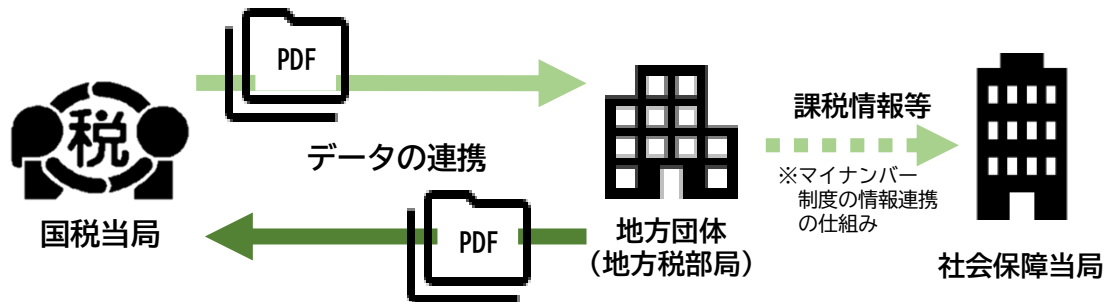 PDF
税
データの連携
国税当局
PDF
地方団体
（地方税部局）
課税情報等
※マイナンバー
制度の情報連携
の仕組み
社会保障当局